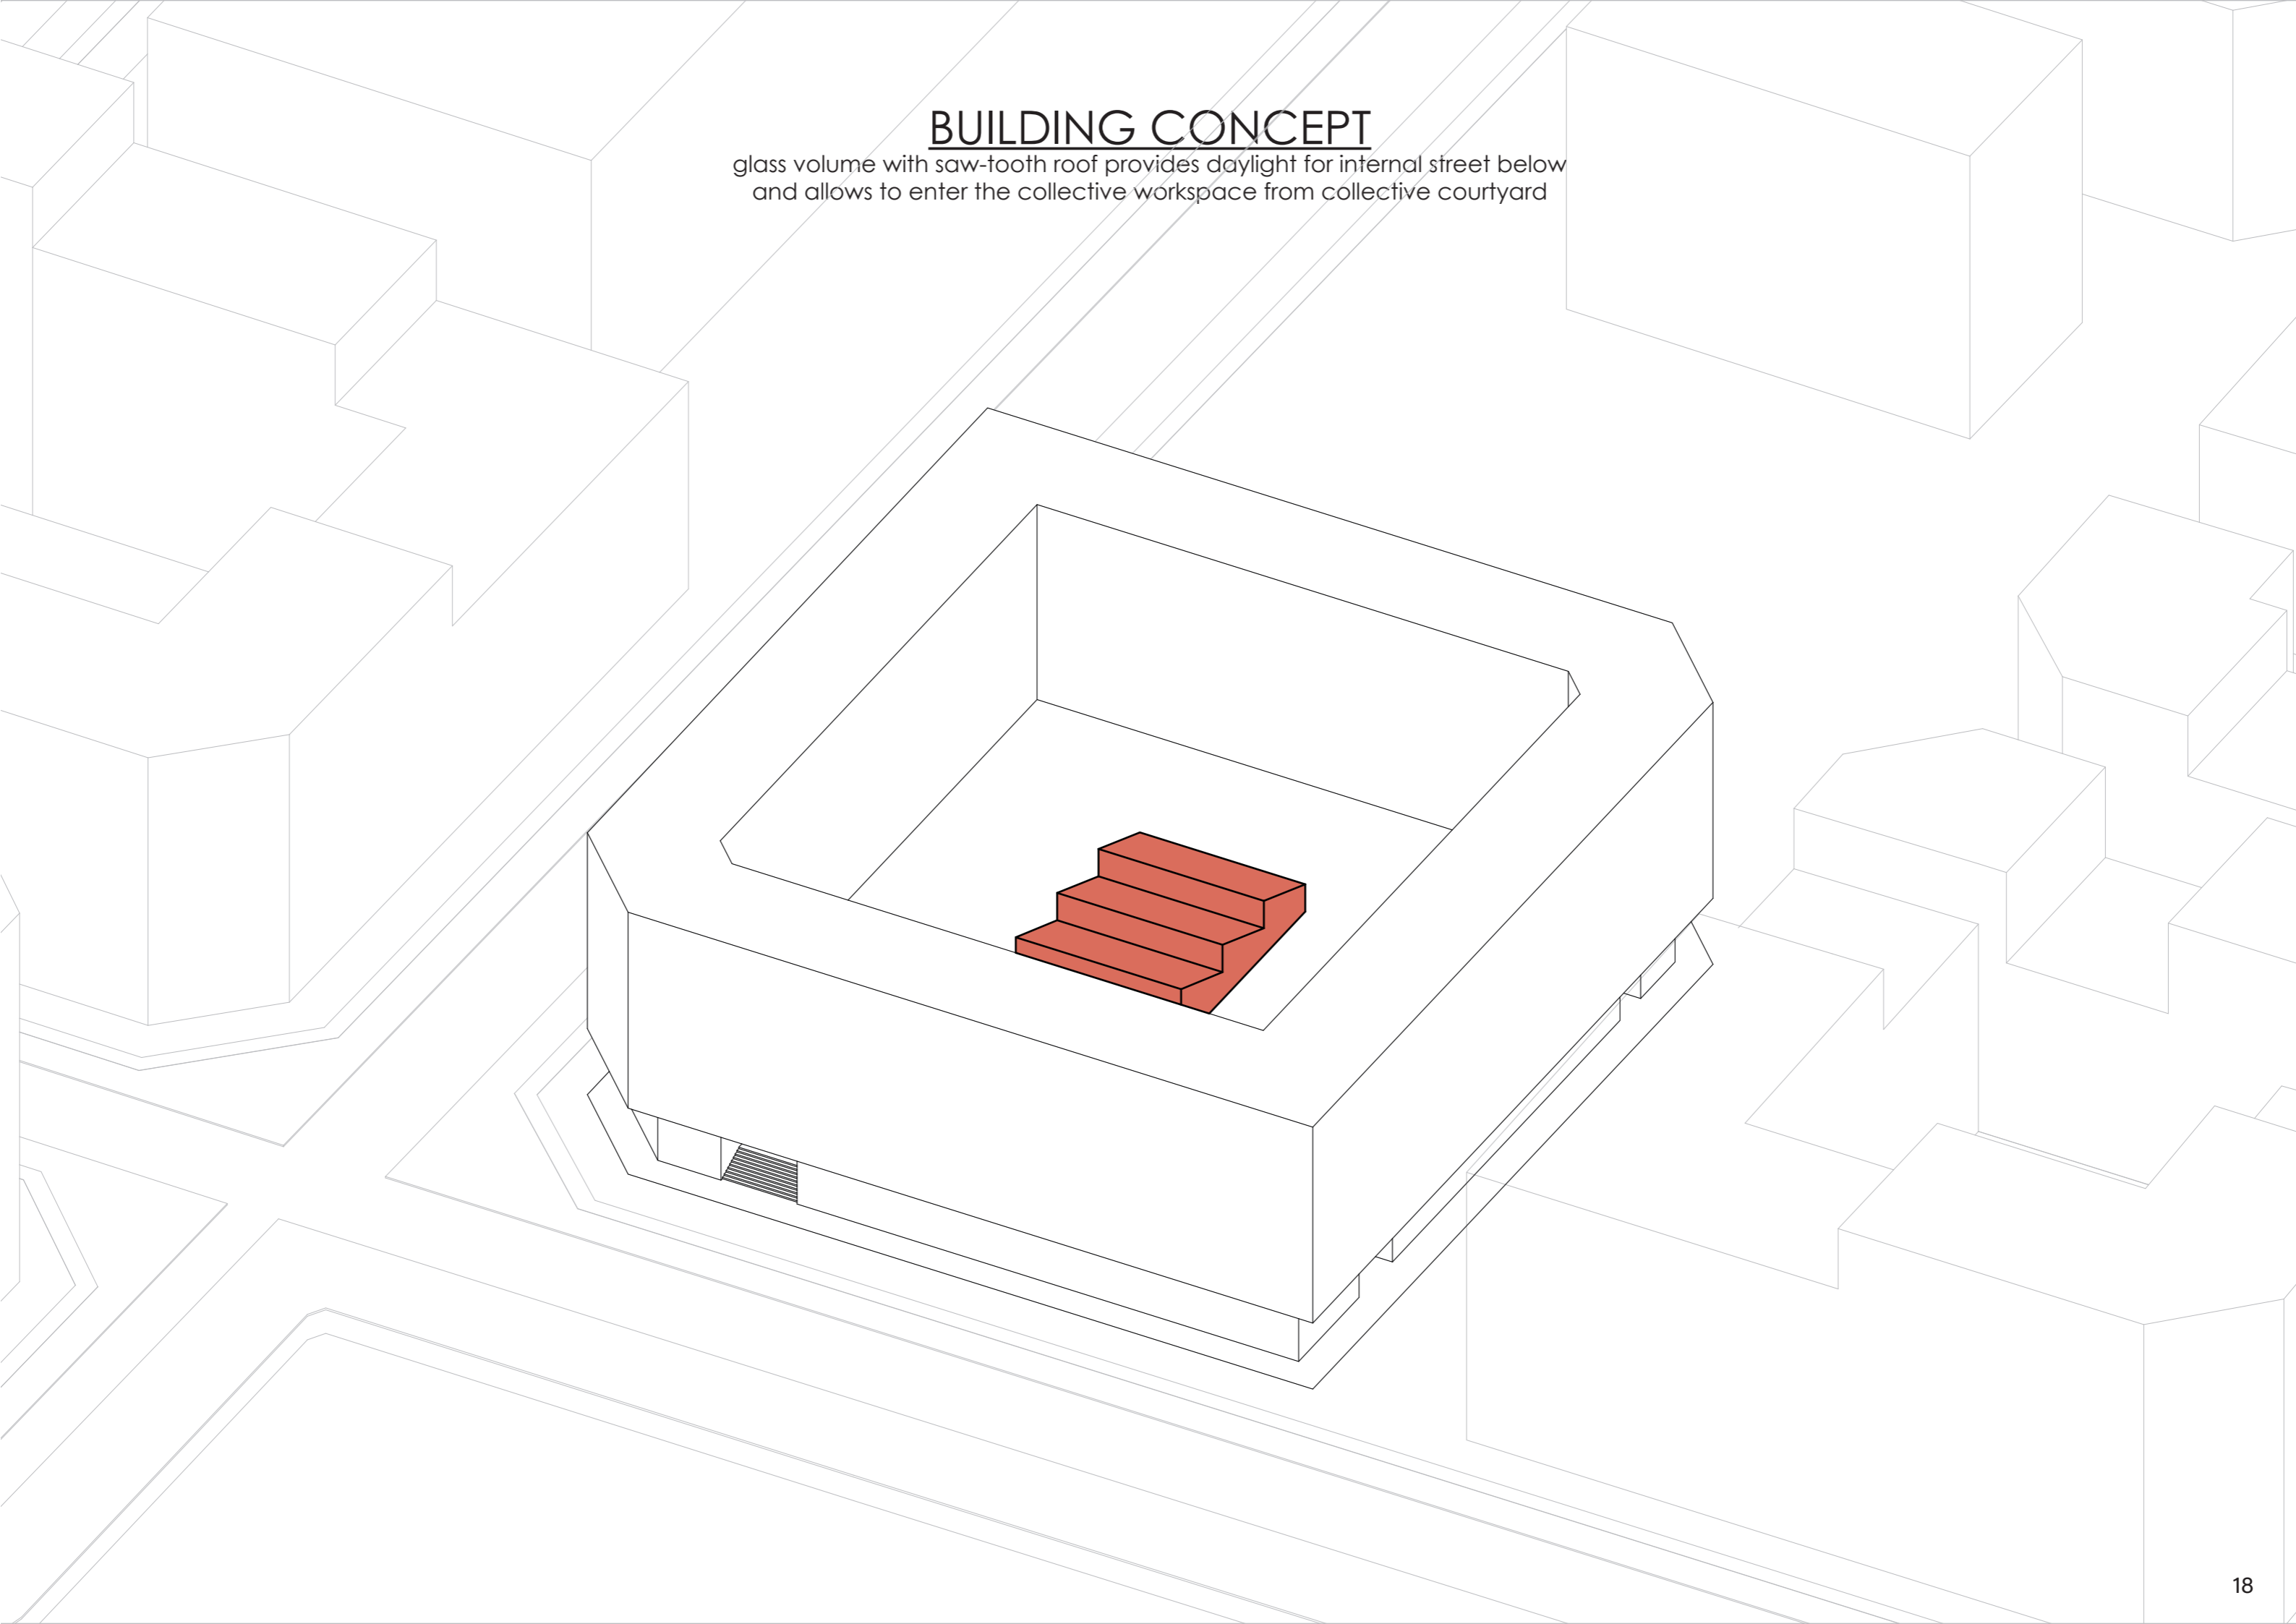 BUILDING CONCEPT
glass volume with saw-tooth roof provides daylight for internal street below
and allows to enter the collective workspace from collective courtyard
18